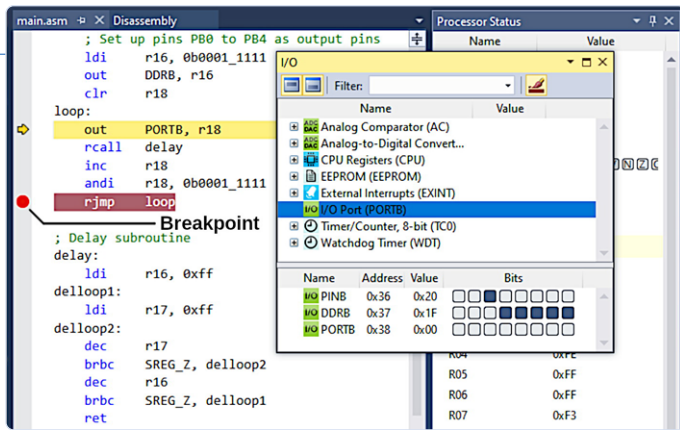 main.asm Disassembly
; Set up pins PB0 to PB4 as output pins
ldi r16, 0b0001_1111
out DDRB, r16
clr r18
loop:
out PORTB, r18
rcall delay
inc r18
andi r18, 0b0001_1111
rjmp loop
Breakpoint
; Delay subroutine
delay:
ldi r16, 0xff
delloop1:
ldi r17, 0xff
delloop2:
dec r17
brbc SREG_Z, delloop2
dec r16
brbc SREG_Z, delloop1
ret
I/O
Filter:
Name Value
ADC DAC Analog Comparator (AC)
ADC DAC Analog-to-Digital Convert...
CPU Registers (CPU)
EEPROM (EEPROM)
External Interrupts (EXINT)
I/O I/O Port (PORTB)
Timer/Counter, 8-bit (TC0)
Watchdog Timer (WDT)
Name Address Value Bits
I/O PINB 0x36 0x20
I/O DDRB 0x37 0x1F
I/O PORTB 0x38 0x00
Processor Status
Name Value
N Z C
R04 0xFE
R05 0xFF
R06 0xFF
R07 0xF3